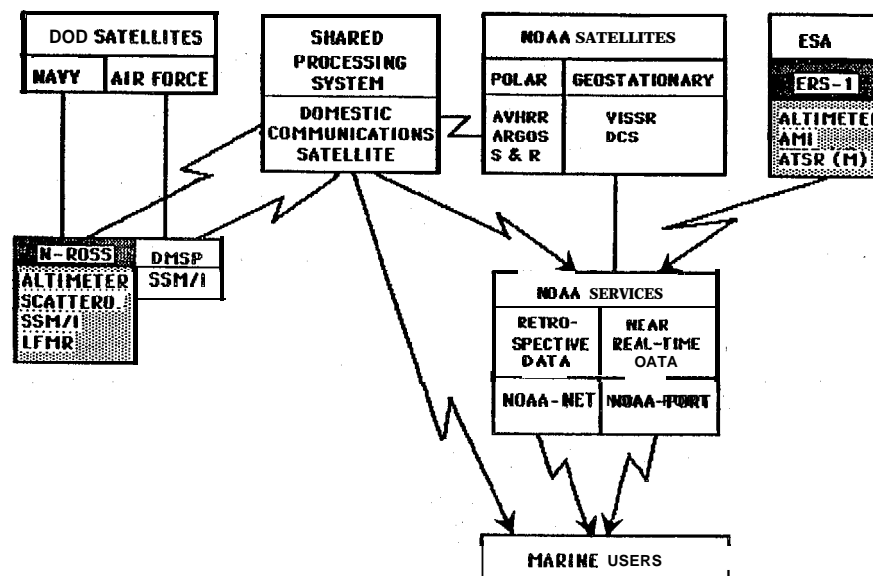 DOD SATELLITES
NAVY
AIR FORCE
SHARED
PROCESSING
SYSTEM
DOMESTIC
COMMUNICATIONS
SATELLITE
NOAA SATELLITES
POLAR
GEOSTATIONARY
AVHRR
ARGOS
S & R
VISSR
DCS
ESA
ERS-1
ALTIMETER
AMI
ATSR (M)
N-ROSS
ALTIMETER
SCATTERO.
SSM/I
LFMR
DMSP
SSM/I
NOAA SERVICES
RETRO-
SPECTIVE
DATA
NEAR
REAL-TIME
OATA
NOAA-NET
NOAA-PORT
MARINE USERS